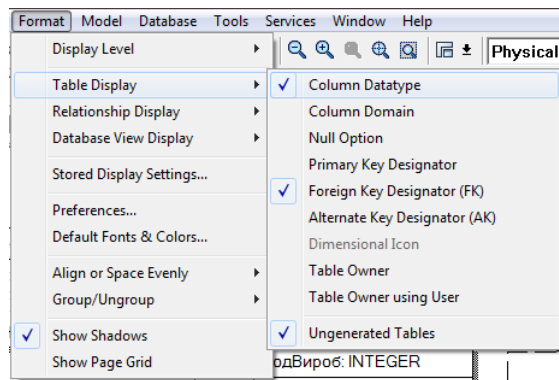 Format Model Database Tools Services Window Help
Display Level
Physical
Table Display
Relationship Display
Database View Display
Stored Display Settings...
Preferences...
Default Fonts & Colors...
Align or Space Evenly
Group/Ungroup
Show Shadows
Show Page Grid
Column Datatype
Column Domain
Null Option
Primary Key Designator
Foreign Key Designator (FK)
Alternate Key Designator (AK)
Dimensional Icon
Table Owner
Table Owner using User
Ungenerated Tables
одВироб: INTEGER